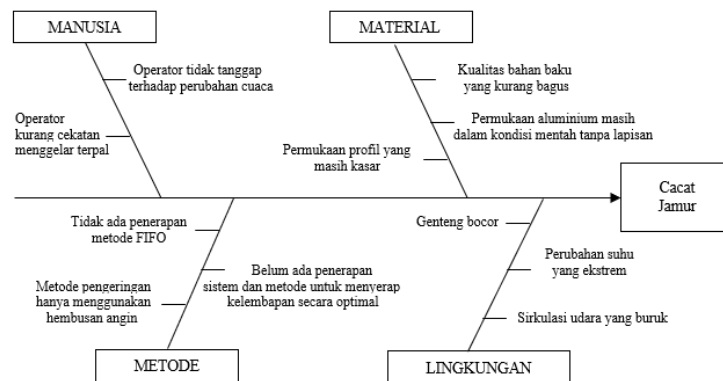 MANUSIA
MATERIAL
Operator tidak tanggap
terhadap perubahan cuaca
Operator
kurang cekatan
menggelar terpal
Kualitas bahan baku
yang kurang bagus
Permukaan aluminium masih
dalam kondisi mentah tanpa lapisan
Permukaan profil yang
masih kasar
Cacat
Jamur
Tidak ada penerapan
metode FIFO
Metode pengeringan
hanya menggunakan
hembusan angin
Belum ada penerapan
sistem dan metode untuk menyerap
kelembapan secara optimal
Genteng bocor
Perubahan suhu
yang ekstrem
Sirkulasi udara yang buruk
METODE
LINGKUNGAN